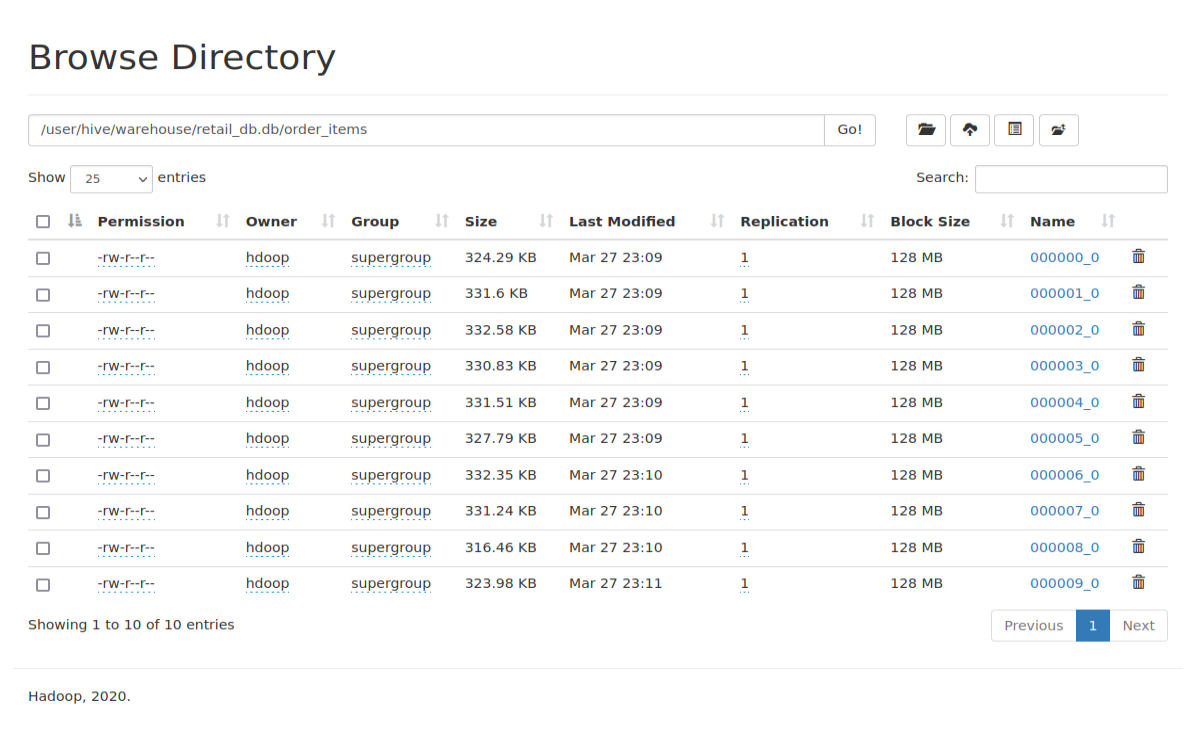 Browse Directory
/user/hive/warehouse/retail_db.db/order_items Go!
Show 25 entries Search:
Permission Owner Group Size Last Modified Replication Block Size Name
-rw-r--r-- hdoop supergroup 324.29 KB Mar 27 23:09 1 128 MB 000000_0
-rw-r--r-- hdoop supergroup 331.6 KB Mar 27 23:09 1 128 MB 000001_0
-rw-r--r-- hdoop supergroup 332.58 KB Mar 27 23:09 1 128 MB 000002_0
-rw-r--r-- hdoop supergroup 330.83 KB Mar 27 23:09 1 128 MB 000003_0
-rw-r--r-- hdoop supergroup 331.51 KB Mar 27 23:09 1 128 MB 000004_0
-rw-r--r-- hdoop supergroup 327.79 KB Mar 27 23:09 1 128 MB 000005_0
-rw-r--r-- hdoop supergroup 332.35 KB Mar 27 23:10 1 128 MB 000006_0
-rw-r--r-- hdoop supergroup 331.24 KB Mar 27 23:10 1 128 MB 000007_0
-rw-r--r-- hdoop supergroup 316.46 KB Mar 27 23:10 1 128 MB 000008_0
-rw-r--r-- hdoop supergroup 323.98 KB Mar 27 23:11 1 128 MB 000009_0
Showing 1 to 10 of 10 entries Previous 1 Next
Hadoop, 2020.